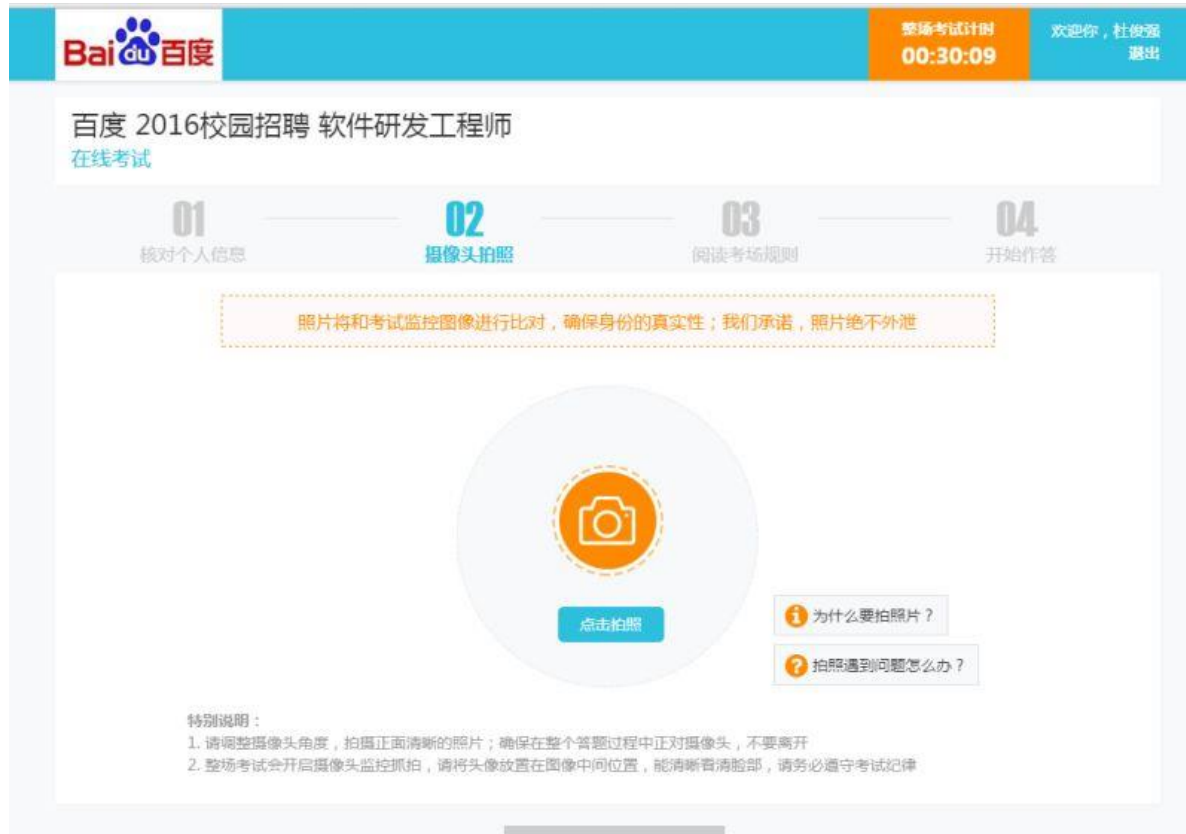 Bai du 百度
整场考试计时
00:30:09
欢迎你，杜俊强
退出
百度 2016校园招聘 软件研发工程师
在线考试
01
核对个人信息
02
摄像头拍照
03
阅读考场规则
04
开始作答
照片将和考试监控图像进行比对，确保身份的真实性；我们承诺，照片绝不外泄
点击拍照
为什么要拍照片？
拍照遇到问题怎么办？
特别说明：
1. 请调整摄像头角度，拍摄正面清晰的照片；确保在整个答题过程中正对摄像头，不要离开
2. 整场考试会开启摄像头监控抓拍，请将头像放置在图像中间位置，能清晰看清脸部，请务必遵守考试纪律